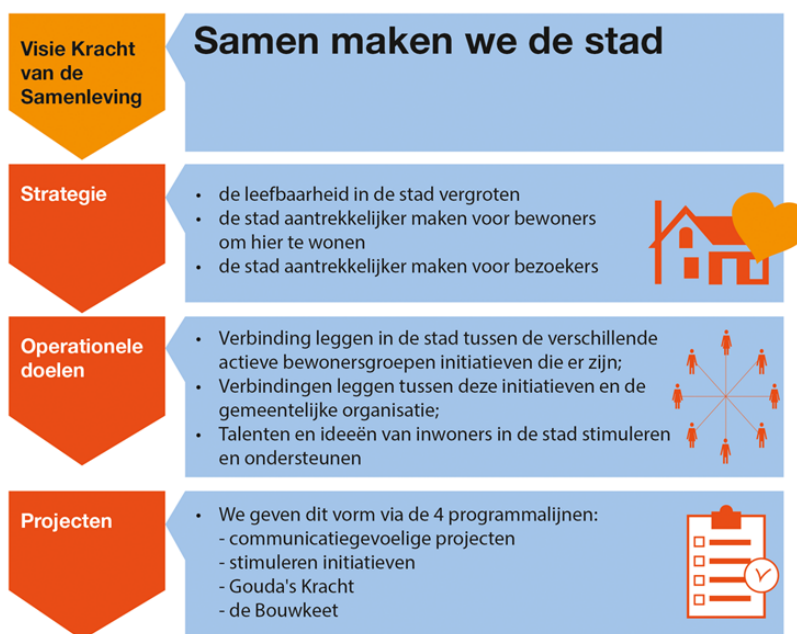 Visie Kracht
van de
Samenleving
Samen maken we de stad
Strategie
• de leefbaarheid in de stad vergroten
• de stad aantrekkelijker maken voor bewoners
om hier te wonen
• de stad aantrekkelijker maken voor bezoekers
Operationele
doelen
• Verbinding leggen in de stad tussen de verschillende
actieve bewonersgroepen initiatieven die er zijn;
• Verbindingen leggen tussen deze initiatieven en de
gemeentelijke organisatie;
• Talenten en ideeën van inwoners in de stad stimuleren
en ondersteunen
Projecten
• We geven dit vorm via de 4 programmalijnen:
- communicatiegevoelige projecten
- stimuleren initiatieven
- Gouda's Kracht
- de Bouwkeet